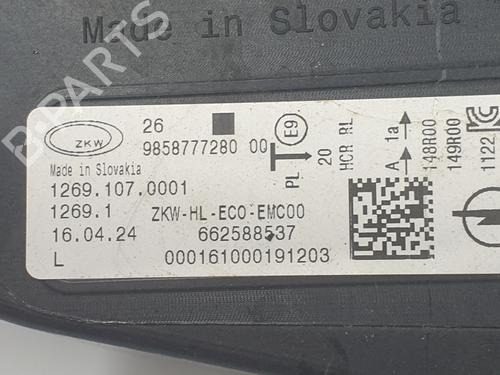 Made in Slovakia
B-PARTS
ZKW
26
9858777280 00
E9
Made in Slovakia
1269.107.0001
1269.1 ZKW-HL-ECO-EMC00
16.04.24 662588537
L 000161000191203
PL
20
HCR RL
A 1a
148R00
149R00
1122